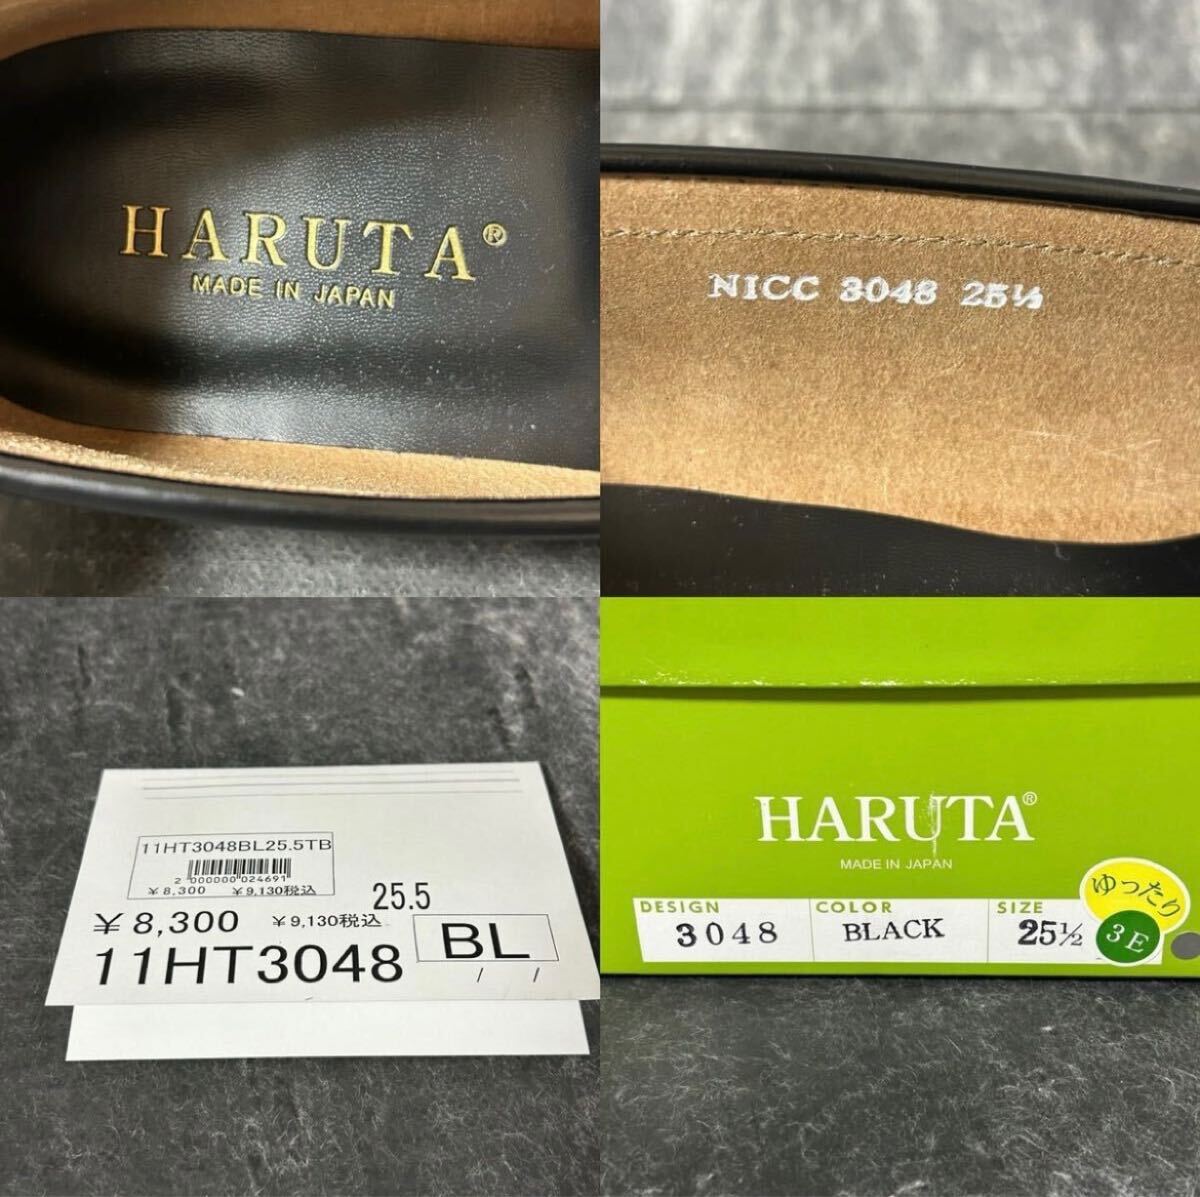 HARUTA®
MADE IN JAPAN
NICC 3048 25½
11HT3048BL25.5TB
2 000000 024691
¥8,300 ¥9,130税込
25.5
¥8,300 ¥9,130税込
11HT3048 BL
/ /
HARUTA®
MADE IN JAPAN
ゆったり
3E
DESIGN COLOR SIZE
3048 BLACK 25½